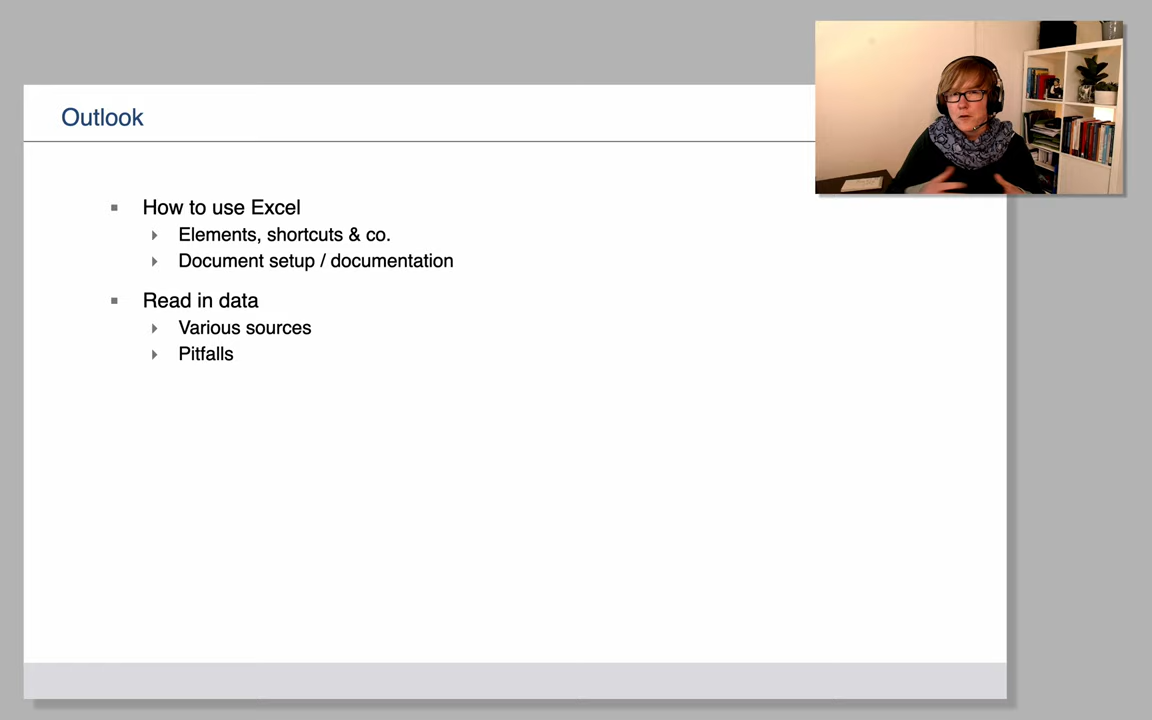 Outlook
How to use Excel
Elements, shortcuts & co.
Document setup / documentation
Read in data
Various sources
Pitfalls